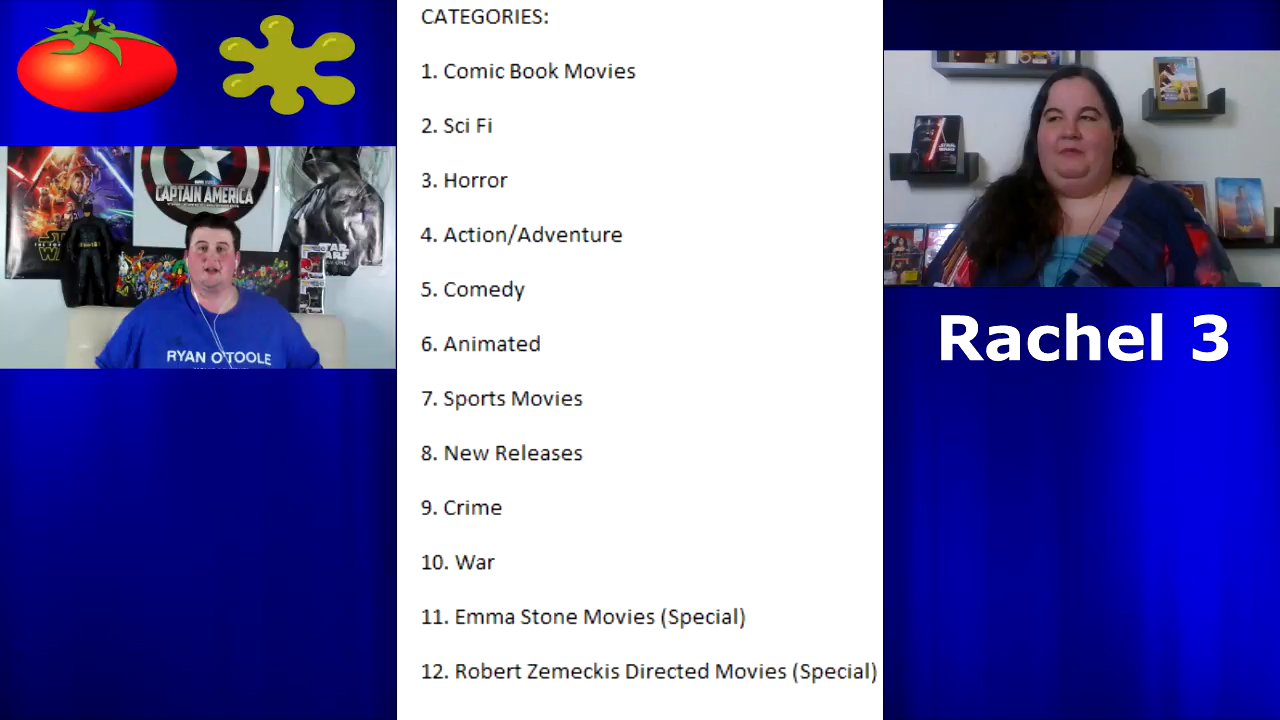 CATEGORIES:
1. Comic Book Movies
2. Sci Fi
3. Horror
4. Action/Adventure
5. Comedy
6. Animated
7. Sports Movies
8. New Releases
9. Crime
10. War
11. Emma Stone Movies (Special)
12. Robert Zemeckis Directed Movies (Special)
CAPTAIN AMERICA
STAR
WARS
RYAN O'TOOLE
Rachel 3